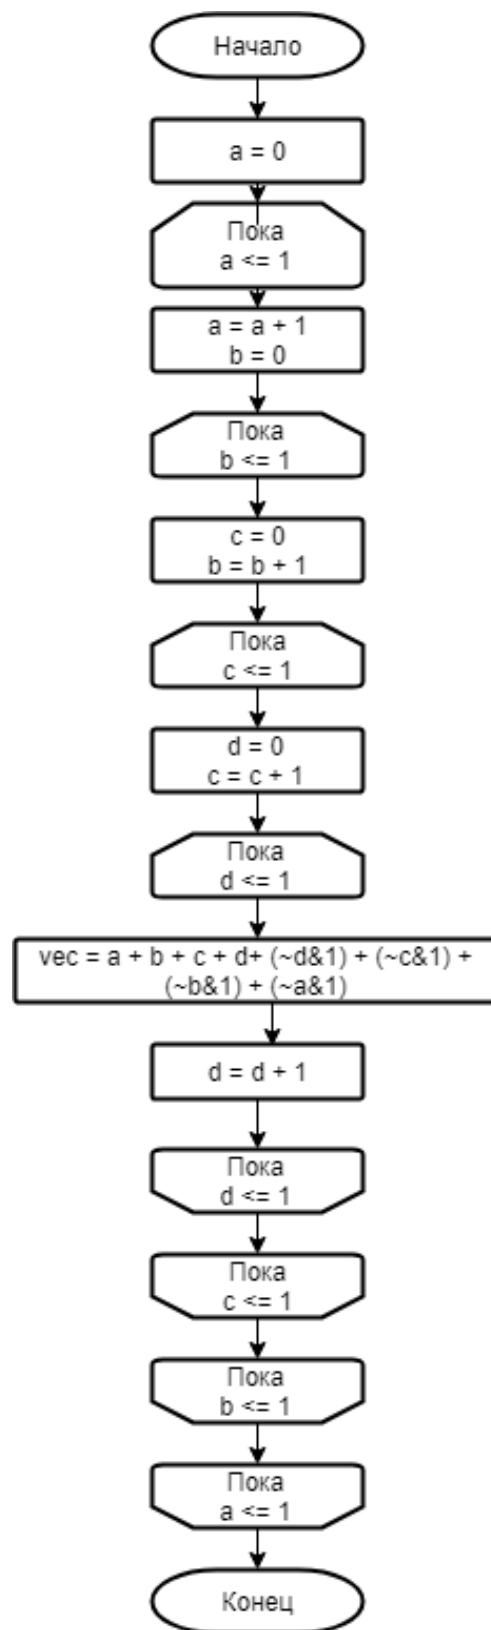 Начало
a = 0
Пока
a <= 1
a = a + 1
b = 0
Пока
b <= 1
c = 0
b = b + 1
Пока
c <= 1
d = 0
c = c + 1
Пока
d <= 1
vec = a + b + c + d+ (~d&1) + (~c&1) +
(~b&1) + (~a&1)
d = d + 1
Пока
d <= 1
Пока
c <= 1
Пока
b <= 1
Пока
a <= 1
Конец